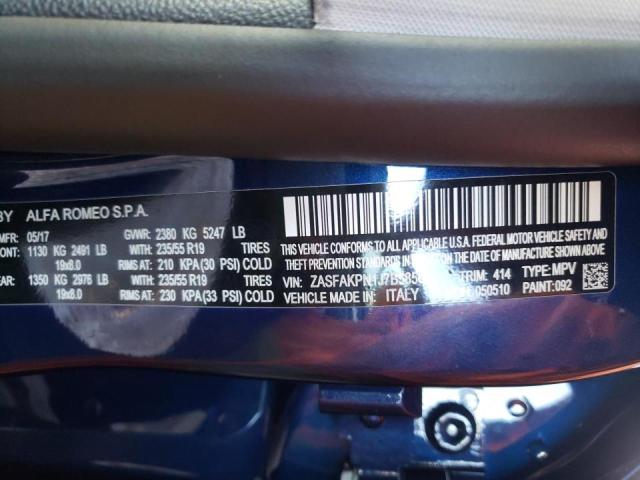 BY ALFA ROMEO S.P.A.
MFR: 05/17 GVWR: 2380 KG 5247 LB
FRONT: 1130 KG 2491 LB WITH: 235/55 R19 TIRES
19x8.0 RIMS AT: 210 KPA(30 PSI) COLD
REAR: 1350 KG 2976 LB WITH: 235/55 R19 TIRES
19x8.0 RIMS AT: 230 KPA(33 PSI) COLD
THIS VEHICLE CONFORMS TO ALL APPLICABLE U.S.A. FEDERAL MOTOR VEHICLE SAFETY AND
THEFT PREVENTION STANDARDS IN EFFECT ON THE DATE OF MANUFACTURE SHOWN ABOVE.
VIN: TRIM: 414 TYPE: MPV
VEHICLE MADE IN: ITALY 050510 PAINT: 092